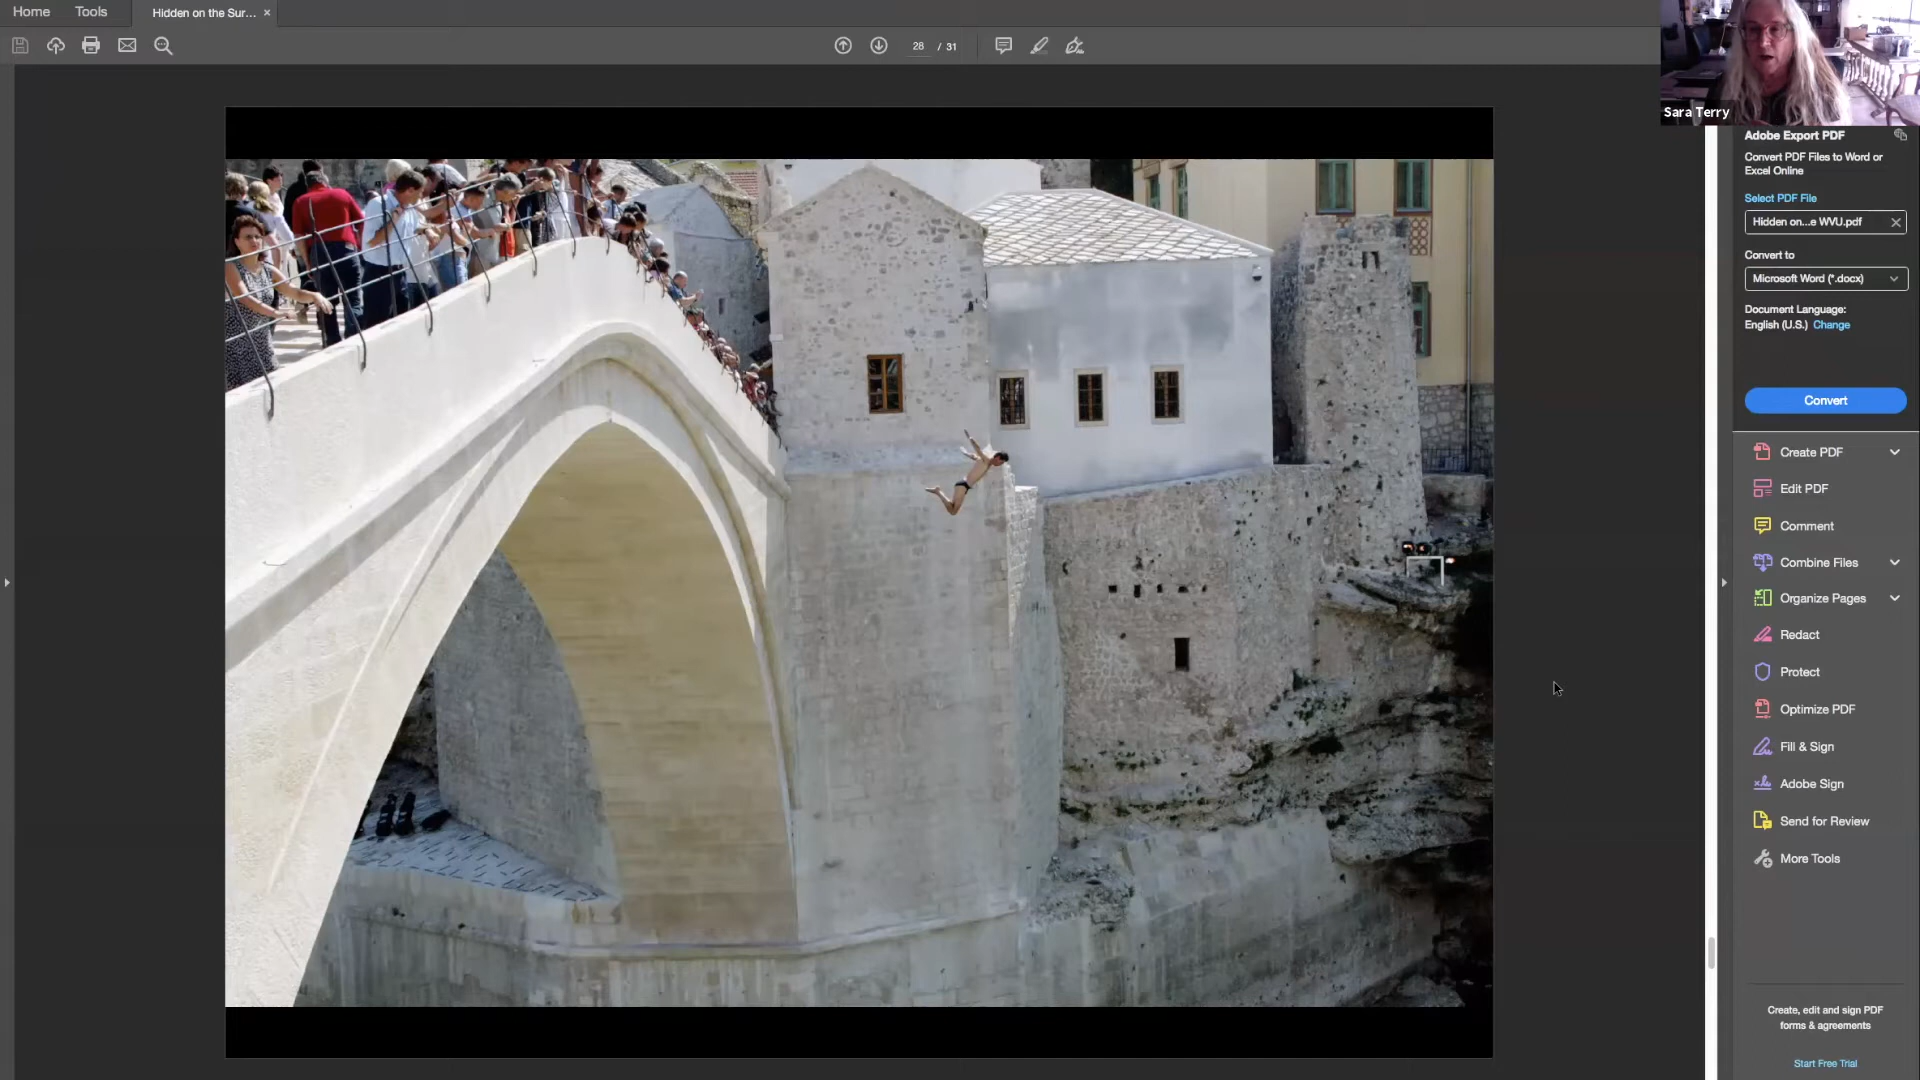 Home
Tools
Hidden on the Sur...
28 / 31
Sara Terry
Adobe Export PDF
Convert PDF Files to Word or
Excel Online
Select PDF File
Hidden on...e WVU.pdf
Convert to
Microsoft Word (*.docx)
Document Language:
English (U.S.) Change
Convert
Create PDF
Edit PDF
Comment
Combine Files
Organize Pages
Redact
Protect
Optimize PDF
Fill & Sign
Adobe Sign
Send for Review
More Tools
Create, edit and sign PDF
forms & agreements
Start Free Trial